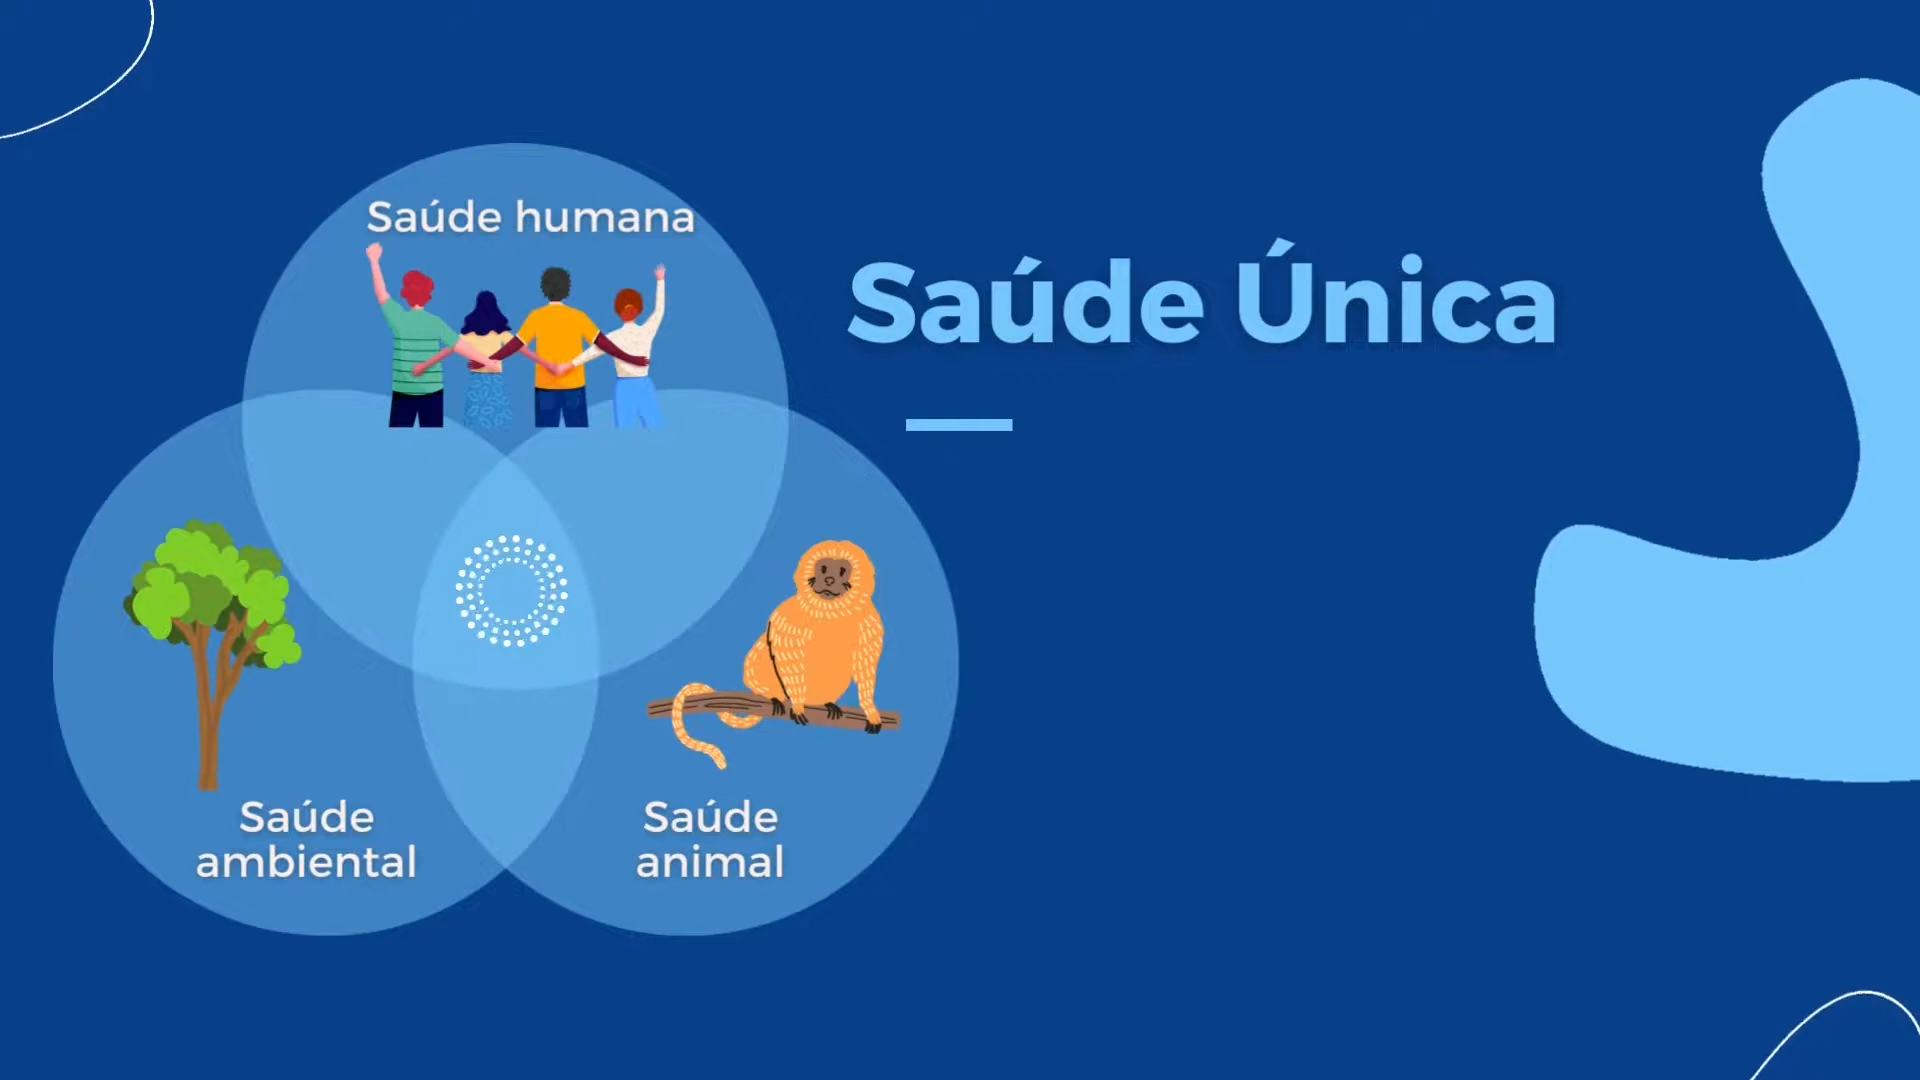 Saúde humana
Saúde Única
Saúde
ambiental
Saúde
animal